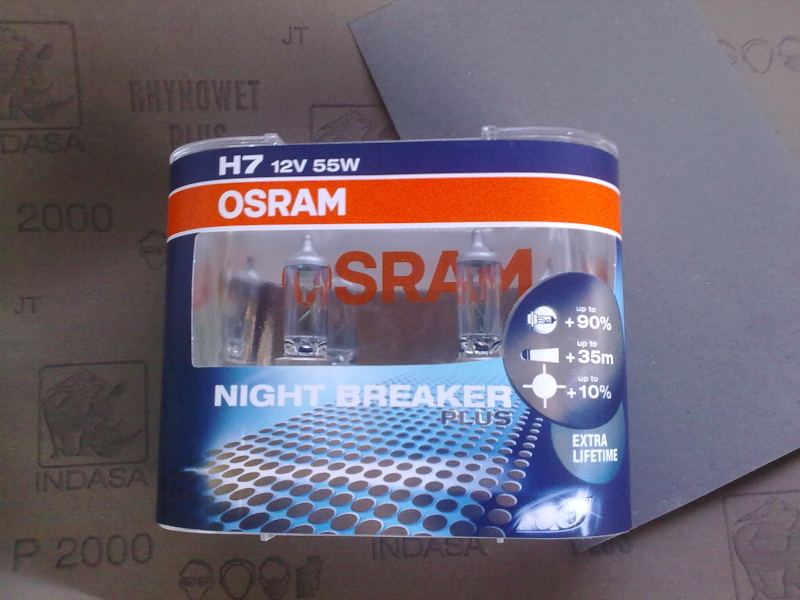 JT
RHYNOWET
PLUS
INDASA
2000
JT
INDASA
P 2000
INDASA
PLUS
H7 12V 55W
OSRAM
OSRAM
up to
+90%
up to
+35m
up to
+10%
NIGHT BREAKER
PLUS
EXTRA
LIFETIME